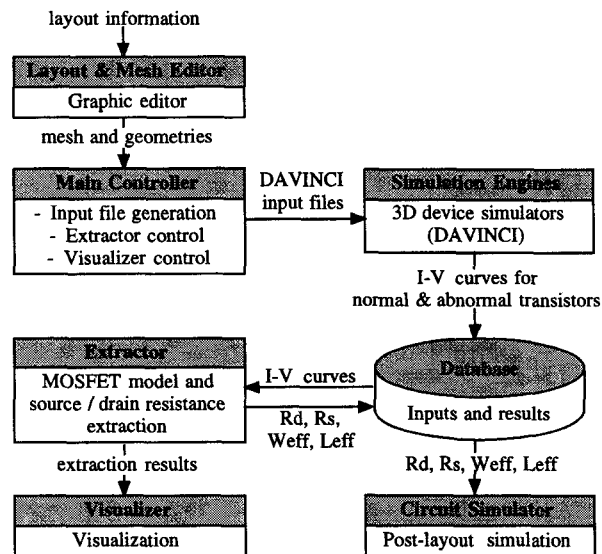 layout information
Layout & Mesh Editor
Graphic editor
mesh and geometries
Main Controller
- Input file generation
- Extractor control
- Visualizer control
DAVINCI
input files
Simulation Engines
3D device simulators
(DAVINCI)
I-V curves for
normal & abnormal transistors
Extractor
MOSFET model and
source / drain resistance
extraction
I-V curves
Rd, Rs,
Weff, Leff
Database
Inputs and results
extraction results
Rd, Rs, Weff, Leff
Visualizer
Visualization
Circuit Simulator
Post-layout simulation